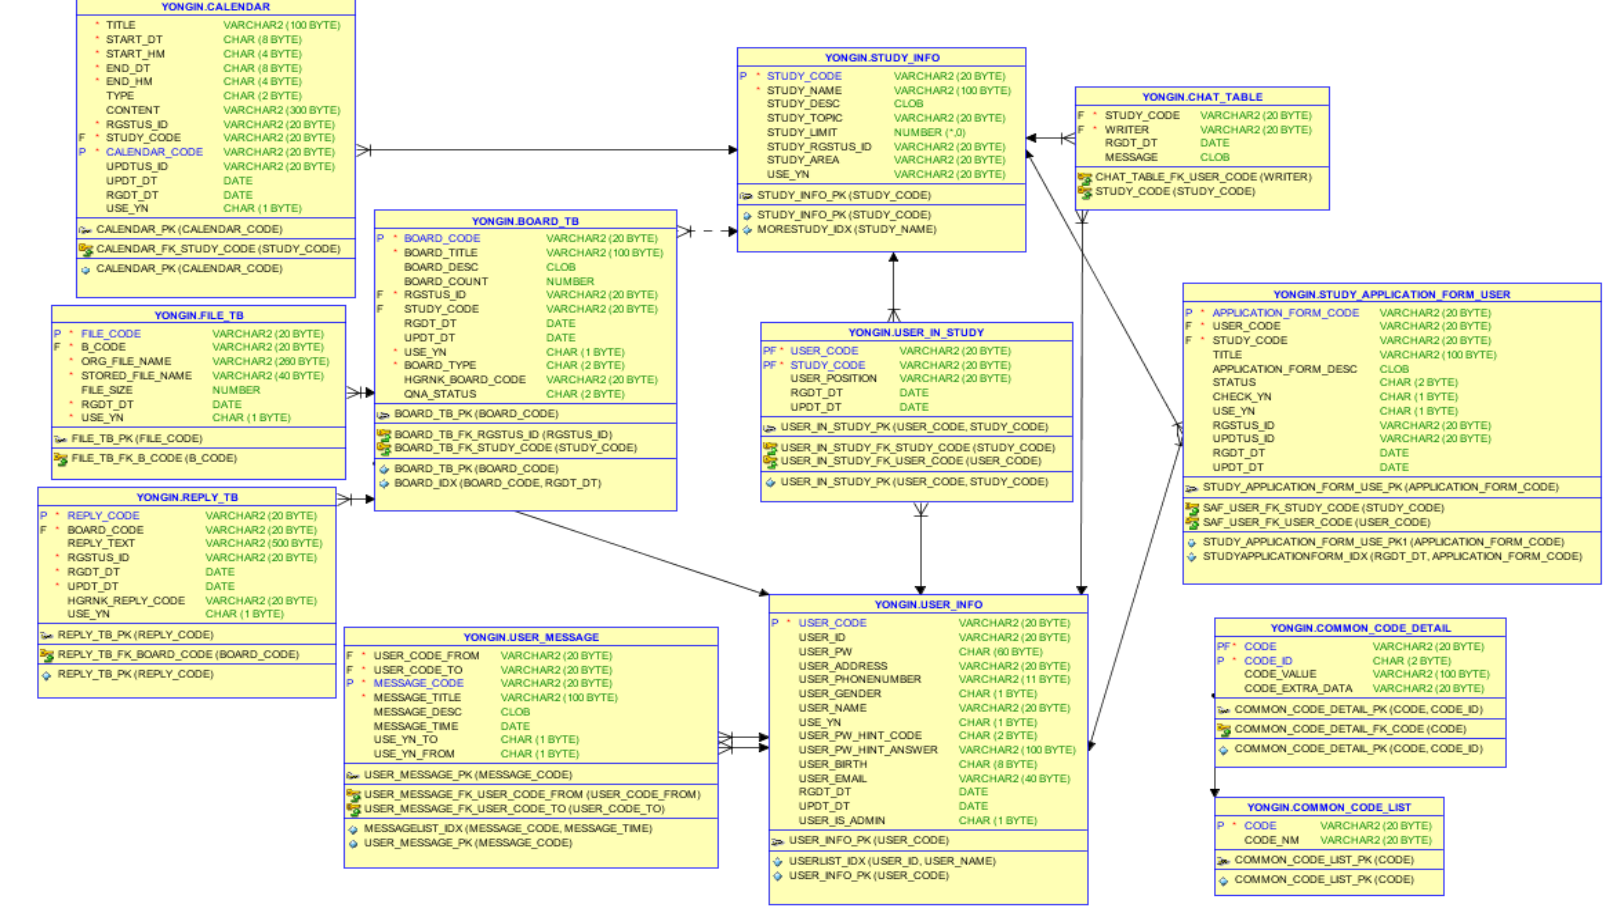 YONGIN.CALENDAR
* TITLE VARCHAR2 (100 BYTE)
* START_DT CHAR (8 BYTE)
* START_HM CHAR (4 BYTE)
* END_DT CHAR (8 BYTE)
* END_HM CHAR (4 BYTE)
TYPE CHAR (2 BYTE)
CONTENT VARCHAR2 (300 BYTE)
* RGSTUS_ID VARCHAR2 (20 BYTE)
F * STUDY_CODE VARCHAR2 (20 BYTE)
P * CALENDAR_CODE VARCHAR2 (20 BYTE)
UPDTUS_ID VARCHAR2 (20 BYTE)
UPDT_DT DATE
RGDT_DT DATE
USE_YN CHAR (1 BYTE)
CALENDAR_PK (CALENDAR_CODE)
CALENDAR_FK_STUDY_CODE (STUDY_CODE)
CALENDAR_PK (CALENDAR_CODE)
YONGIN.STUDY_INFO
P * STUDY_CODE VARCHAR2 (20 BYTE)
* STUDY_NAME VARCHAR2 (100 BYTE)
STUDY_DESC CLOB
STUDY_TOPIC VARCHAR2 (20 BYTE)
STUDY_LIMIT NUMBER (*,0)
STUDY_RGSTUS_ID VARCHAR2 (20 BYTE)
STUDY_AREA VARCHAR2 (20 BYTE)
USE_YN VARCHAR2 (20 BYTE)
STUDY_INFO_PK (STUDY_CODE)
STUDY_INFO_PK (STUDY_CODE)
MORESTUDY_IDX (STUDY_NAME)
YONGIN.CHAT_TABLE
F * STUDY_CODE VARCHAR2 (20 BYTE)
F * WRITER VARCHAR2 (20 BYTE)
RGDT_DT DATE
MESSAGE CLOB
CHAT_TABLE_FK_USER_CODE (WRITER)
STUDY_CODE (STUDY_CODE)
YONGIN.BOARD_TB
P * BOARD_CODE VARCHAR2 (20 BYTE)
* BOARD_TITLE VARCHAR2 (100 BYTE)
BOARD_DESC CLOB
BOARD_COUNT NUMBER
F * RGSTUS_ID VARCHAR2 (20 BYTE)
F STUDY_CODE VARCHAR2 (20 BYTE)
RGDT_DT DATE
UPDT_DT DATE
* USE_YN CHAR (1 BYTE)
* BOARD_TYPE CHAR (2 BYTE)
HGRNK_BOARD_CODE VARCHAR2 (20 BYTE)
QNA_STATUS CHAR (2 BYTE)
BOARD_TB_PK (BOARD_CODE)
BOARD_TB_FK_RGSTUS_ID (RGSTUS_ID)
BOARD_TB_FK_STUDY_CODE (STUDY_CODE)
BOARD_TB_PK (BOARD_CODE)
BOARD_IDX (BOARD_CODE, RGDT_DT)
YONGIN.FILE_TB
P * FILE_CODE VARCHAR2 (20 BYTE)
F * B_CODE VARCHAR2 (20 BYTE)
* ORG_FILE_NAME VARCHAR2 (260 BYTE)
* STORED_FILE_NAME VARCHAR2 (40 BYTE)
FILE_SIZE NUMBER
* RGDT_DT DATE
* USE_YN CHAR (1 BYTE)
FILE_TB_PK (FILE_CODE)
FILE_TB_FK_B_CODE (B_CODE)
YONGIN.USER_IN_STUDY
PF * USER_CODE VARCHAR2 (20 BYTE)
PF * STUDY_CODE VARCHAR2 (20 BYTE)
USER_POSITION VARCHAR2 (20 BYTE)
RGDT_DT DATE
UPDT_DT DATE
USER_IN_STUDY_PK (USER_CODE, STUDY_CODE)
USER_IN_STUDY_FK_STUDY_CODE (STUDY_CODE)
USER_IN_STUDY_FK_USER_CODE (USER_CODE)
USER_IN_STUDY_PK (USER_CODE, STUDY_CODE)
YONGIN.STUDY_APPLICATION_FORM_USER
P * APPLICATION_FORM_CODE VARCHAR2 (20 BYTE)
F * USER_CODE VARCHAR2 (20 BYTE)
F * STUDY_CODE VARCHAR2 (20 BYTE)
TITLE VARCHAR2 (100 BYTE)
APPLICATION_FORM_DESC CLOB
STATUS CHAR (2 BYTE)
CHECK_YN CHAR (1 BYTE)
USE_YN CHAR (1 BYTE)
RGSTUS_ID VARCHAR2 (20 BYTE)
UPDTUS_ID VARCHAR2 (20 BYTE)
RGDT_DT DATE
UPDT_DT DATE
STUDY_APPLICATION_FORM_USE_PK (APPLICATION_FORM_CODE)
SAF_USER_FK_STUDY_CODE (STUDY_CODE)
SAF_USER_FK_USER_CODE (USER_CODE)
STUDY_APPLICATION_FORM_USE_PK1 (APPLICATION_FORM_CODE)
STUDYAPPLICATIONFORM_IDX (RGDT_DT, APPLICATION_FORM_CODE)
YONGIN.REPLY_TB
P * REPLY_CODE VARCHAR2 (20 BYTE)
F * BOARD_CODE VARCHAR2 (20 BYTE)
REPLY_TEXT VARCHAR2 (500 BYTE)
* RGSTUS_ID VARCHAR2 (20 BYTE)
* RGDT_DT DATE
* UPDT_DT DATE
HGRNK_REPLY_CODE VARCHAR2 (20 BYTE)
USE_YN CHAR (1 BYTE)
REPLY_TB_PK (REPLY_CODE)
REPLY_TB_FK_BOARD_CODE (BOARD_CODE)
REPLY_TB_PK (REPLY_CODE)
YONGIN.USER_MESSAGE
F * USER_CODE_FROM VARCHAR2 (20 BYTE)
F * USER_CODE_TO VARCHAR2 (20 BYTE)
P * MESSAGE_CODE VARCHAR2 (20 BYTE)
* MESSAGE_TITLE VARCHAR2 (100 BYTE)
MESSAGE_DESC CLOB
MESSAGE_TIME DATE
USE_YN_TO CHAR (1 BYTE)
USE_YN_FROM CHAR (1 BYTE)
USER_MESSAGE_PK (MESSAGE_CODE)
USER_MESSAGE_FK_USER_CODE_FROM (USER_CODE_FROM)
USER_MESSAGE_FK_USER_CODE_TO (USER_CODE_TO)
MESSAGELIST_IDX (MESSAGE_CODE, MESSAGE_TIME)
USER_MESSAGE_PK (MESSAGE_CODE)
YONGIN.USER_INFO
P * USER_CODE VARCHAR2 (20 BYTE)
USER_ID VARCHAR2 (20 BYTE)
USER_PW CHAR (60 BYTE)
USER_ADDRESS VARCHAR2 (20 BYTE)
USER_PHONENUMBER VARCHAR2 (11 BYTE)
USER_GENDER CHAR (1 BYTE)
USER_NAME VARCHAR2 (20 BYTE)
USE_YN CHAR (1 BYTE)
USER_PW_HINT_CODE CHAR (2 BYTE)
USER_PW_HINT_ANSWER VARCHAR2 (100 BYTE)
USER_BIRTH CHAR (8 BYTE)
USER_EMAIL VARCHAR2 (40 BYTE)
RGDT_DT DATE
UPDT_DT DATE
USER_IS_ADMIN CHAR (1 BYTE)
USER_INFO_PK (USER_CODE)
USERLIST_IDX (USER_ID, USER_NAME)
USER_INFO_PK (USER_CODE)
YONGIN.COMMON_CODE_DETAIL
PF * CODE VARCHAR2 (20 BYTE)
P * CODE_ID CHAR (2 BYTE)
CODE_VALUE VARCHAR2 (100 BYTE)
CODE_EXTRA_DATA VARCHAR2 (20 BYTE)
COMMON_CODE_DETAIL_PK (CODE, CODE_ID)
COMMON_CODE_DETAIL_FK_CODE (CODE)
COMMON_CODE_DETAIL_PK (CODE, CODE_ID)
YONGIN.COMMON_CODE_LIST
P * CODE VARCHAR2 (20 BYTE)
CODE_NM VARCHAR2 (20 BYTE)
COMMON_CODE_LIST_PK (CODE)
COMMON_CODE_LIST_PK (CODE)